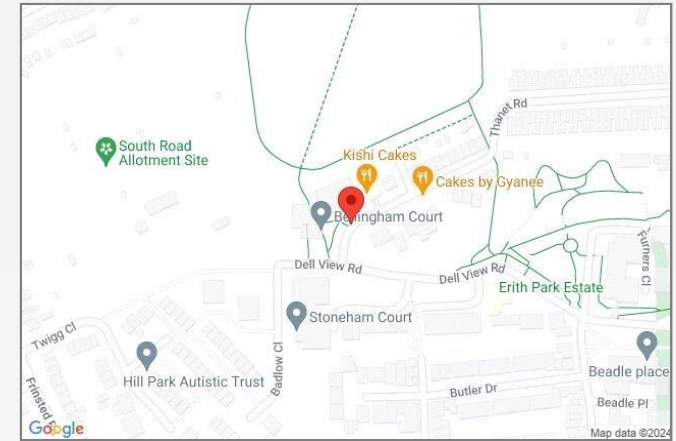 Thanet Rd
South Road
Allotment Site
Kishi Cakes
Cakes by Gyanee
Bellingham Court
Dell View Rd
Dell View Rd
Furners Cl
Erith Park Estate
Stoneham Court
Twigg Cl
Hill Park Autistic Trust
Badlow Cl
Beadle place
Butler Dr
Frinsted
Beadle Pl
Google
Map data ©2024